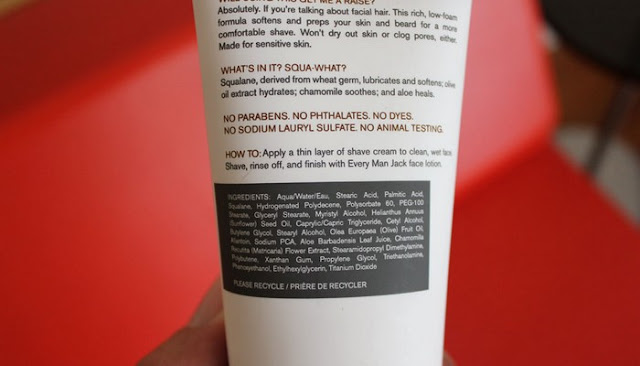 WILL USING THIS GET ME A RAISE?
Absolutely. If you're talking about facial hair. This rich, low-foam
formula softens and preps your skin and beard for a more
comfortable shave. Won't dry out skin or clog pores, either.
Made for sensitive skin.
WHAT'S IN IT? SQUA-WHAT?
Squalane, derived from wheat germ, lubricates and softens; olive
oil extract hydrates; chamomile soothes; and aloe heals.
NO PARABENS. NO PHTHALATES. NO DYES.
NO SODIUM LAURYL SULFATE. NO ANIMAL TESTING.
HOW TO: Apply a thin layer of shave cream to clean, wet face.
Shave, rinse off, and finish with Every Man Jack face lotion.
INGREDIENTS: Aqua/Water/Eau, Stearic Acid, Palmitic Acid,
Squalane, Hydrogenated Polydecene, Polysorbate 60, PEG-100
Stearate, Glyceryl Stearate, Myristyl Alcohol, Helianthus Annuus
(Sunflower) Seed Oil, Caprylic/Capric Triglyceride, Cetyl Alcohol,
Butylene Glycol, Stearyl Alcohol, Olea Europaea (Olive) Fruit Oil,
Allantoin, Sodium PCA, Aloe Barbadensis Leaf Juice, Chamomilla
Recutita (Matricaria) Flower Extract, Stearamidopropyl Dimethylamine,
Polybutene, Xanthan Gum, Propylene Glycol, Triethanolamine,
Phenoxyethanol, Ethylhexylglycerin, Titanium Dioxide
PLEASE RECYCLE / PRIÈRE DE RECYCLER